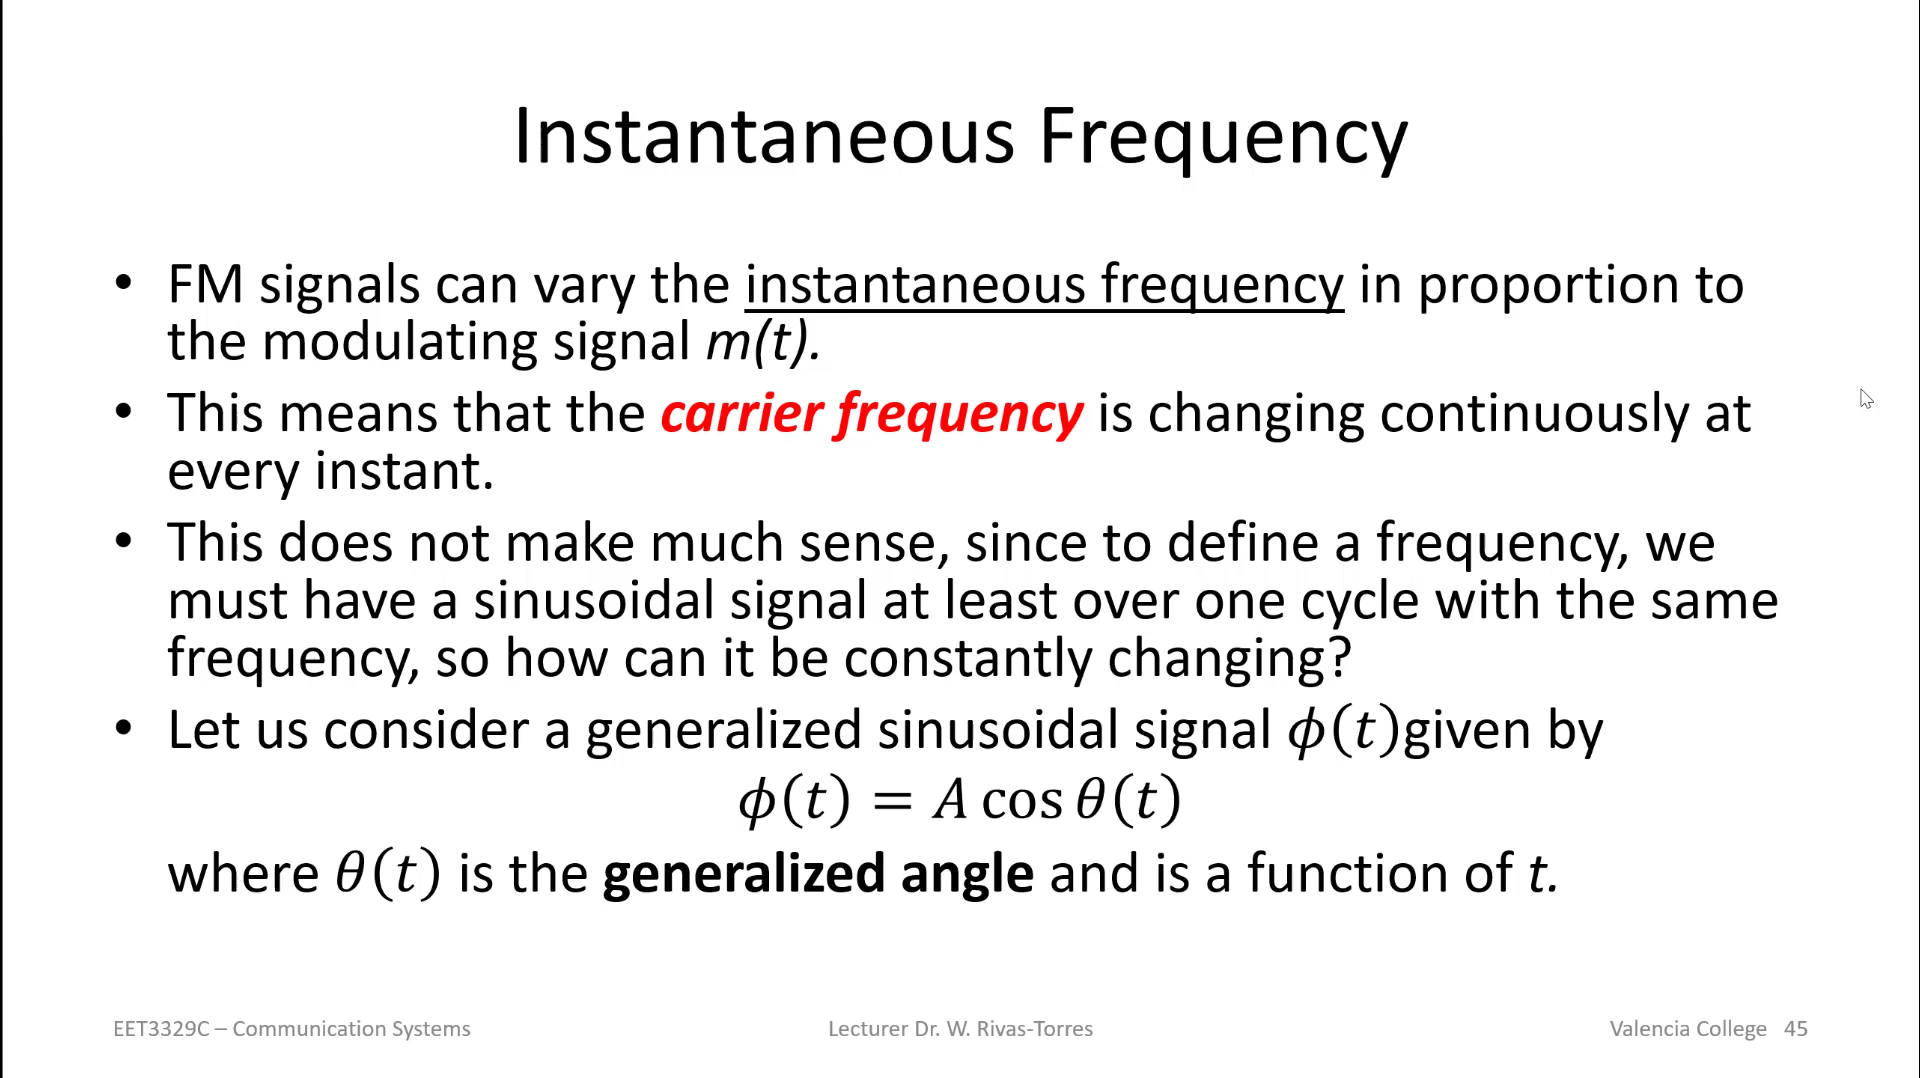 Instantaneous Frequency
• FM signals can vary the instantaneous frequency in proportion to
the modulating signal m(t).
• This means that the carrier frequency is changing continuously at
every instant.
• This does not make much sense, since to define a frequency, we
must have a sinusoidal signal at least over one cycle with the same
frequency, so how can it be constantly changing?
• Let us consider a generalized sinusoidal signal ϕ(t)given by
ϕ(t) = A cos θ(t)
where θ(t) is the generalized angle and is a function of t.
EET3329C – Communication Systems Lecturer Dr. W. Rivas-Torres Valencia College 45